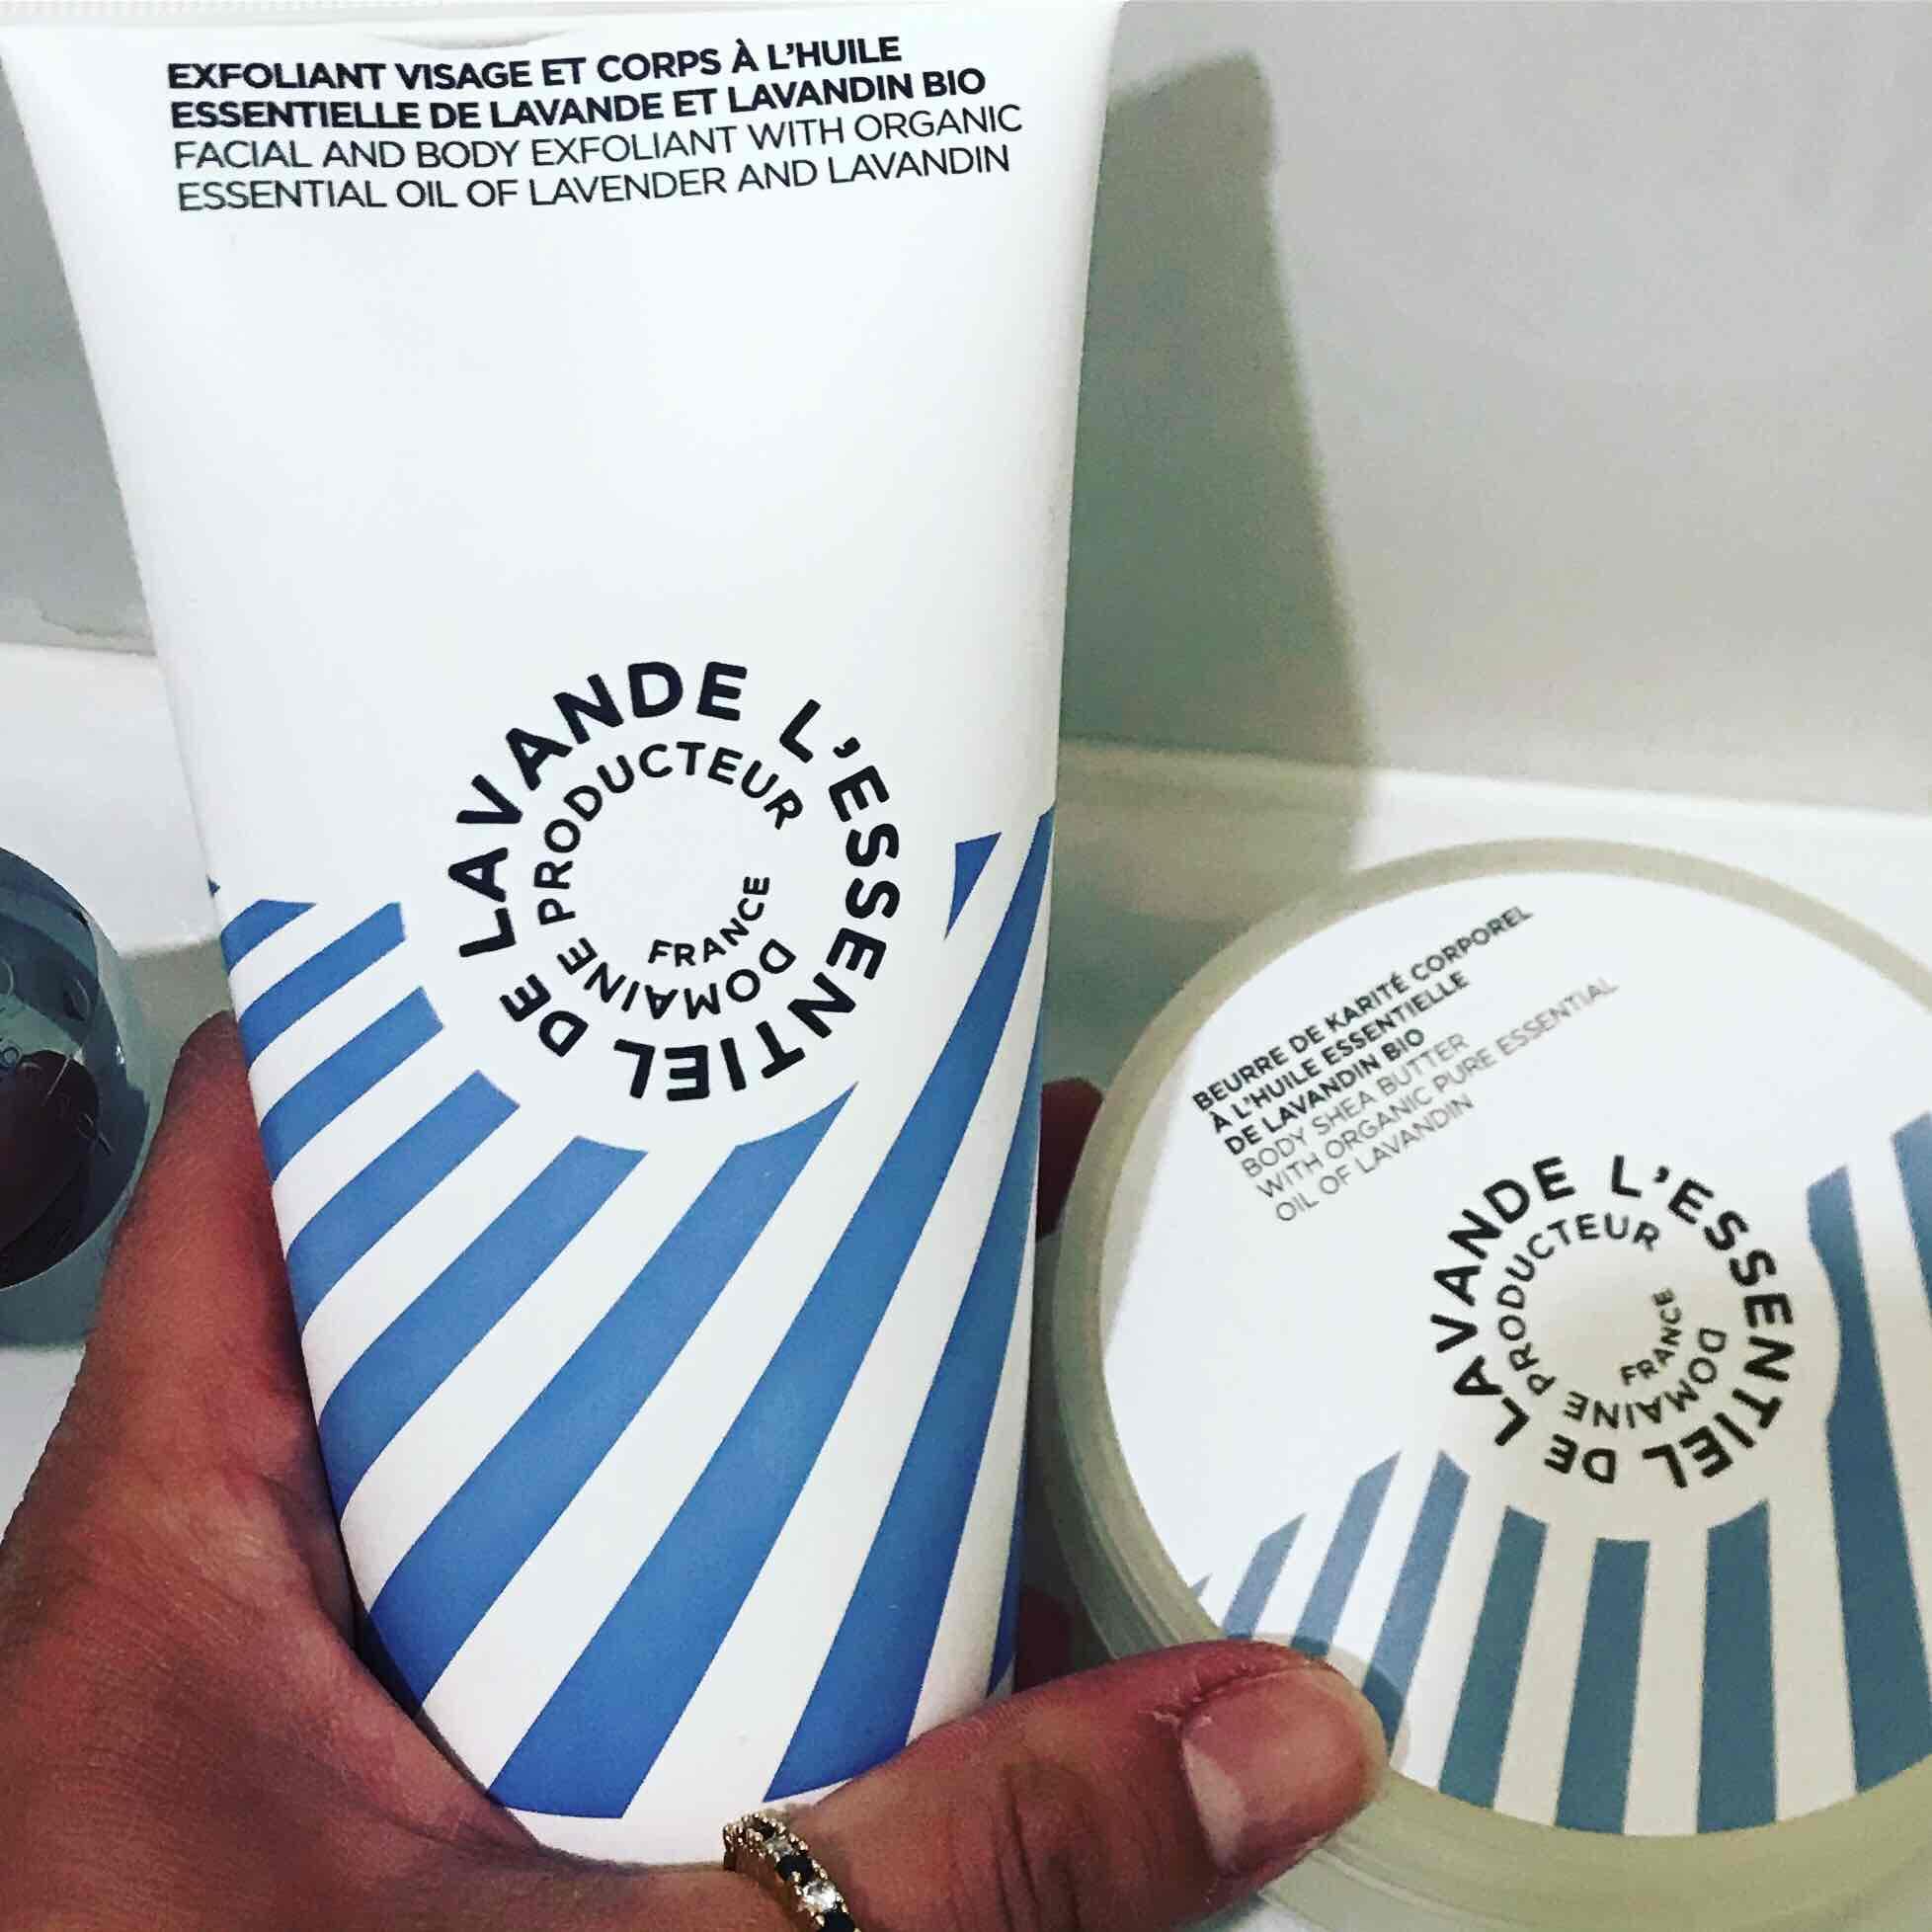 EXFOLIANT VISAGE ET CORPS À L'HUILE
ESSENTIELLE DE LAVANDE ET LAVANDIN BIO
FACIAL AND BODY EXFOLIANT WITH ORGANIC
ESSENTIAL OIL OF LAVENDER AND LAVANDIN
L'ESSENTIEL DE LAVANDE
DOMAINE PRODUCTEUR
FRANCE
BEURRE DE KARITÉ CORPOREL
À L'HUILE ESSENTIELLE
DE LAVANDIN BIO
BODY SHEA BUTTER
WITH ORGANIC PURE ESSENTIAL
OIL OF LAVANDIN
L'ESSENTIEL DE LAVANDE
DOMAINE PRODUCTEUR
FRANCE